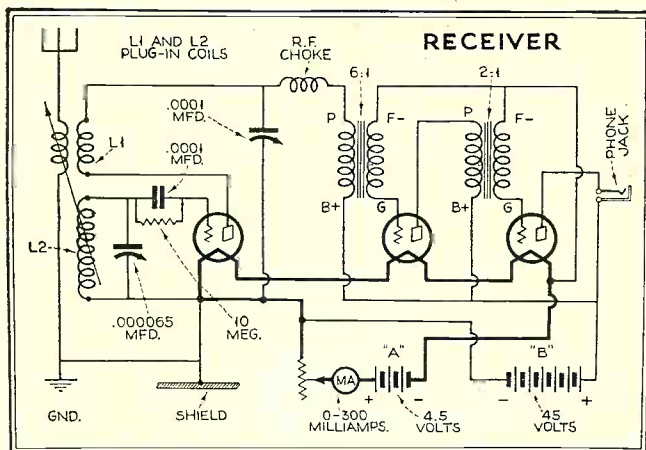 RECEIVER
L1 AND L2
PLUG-IN COILS
R.F.
CHOKE
6:1
2:1
P
F-
P
F-
.0001
MFD.
PHONE
JACK
L1
.0001
MFD.
B+
G
B+
G
L2
.000065
MFD.
10
MEG.
"A"
"B"
MA
+
-
-
+
GND.
SHIELD
0-300
MILLIAMPS.
4.5
VOLTS
45
VOLTS